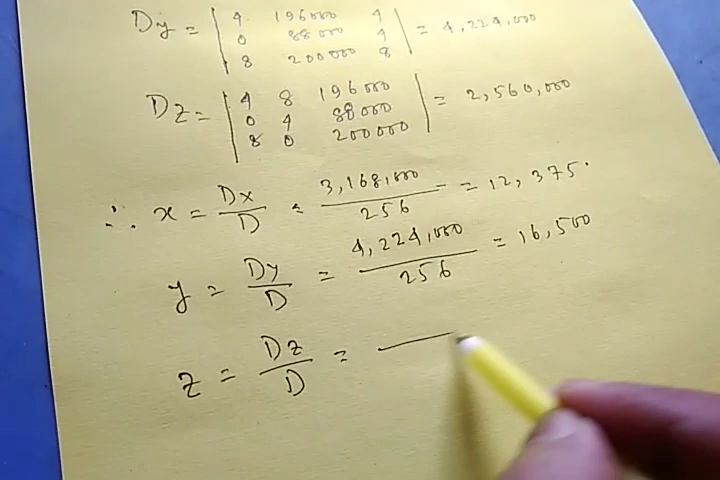 Dy = | 4 196000 4 | = 4,224,000
0 88000 4
8 200000 8
Dz = | 4 8 196000 | = 2,560,000
0 4 88000
8 0 200000
∴ x = Dx/D = 3,168,000/256 = 12,375.
y = Dy/D = 4,224,000/256 = 16,500
z = Dz/D =